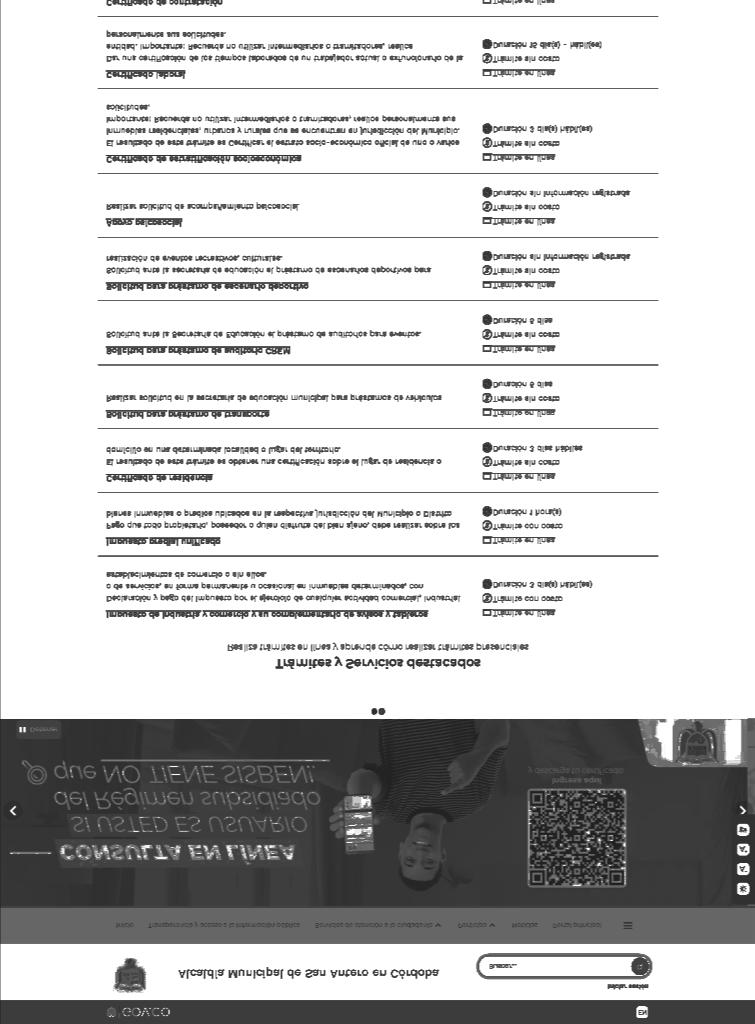 GOV.CO
EN
Iniciar sesión
Alcaldía Municipal de San Antero en Córdoba
Buscar...
Inicio
Transparencia y acceso a la información pública
Servicios de atención a la ciudadanía
Noticias
Portal principal
CONSULTA EN LÍNEA
SI USTED ES USUARIO
del Régimen subsidiado
que NO TIENE SISBEN!
Ingrese aquí
y descarga tu certificado
Detener
Trámites y Servicios destacados
Realiza trámites en línea y aprende cómo realizar trámites presenciales
Impuesto de industria y comercio y su complementario de avisos y tableros
Declaración y pago del impuesto por el ejercicio de cualquier actividad comercial, industrial
o de servicios, en forma permanente u ocasional en inmuebles determinados, con
establecimientos de comercio o sin ellos.
Trámite en línea
Trámite con costo
Duración 3 día(s) hábil(es)
Impuesto predial unificado
Pago que todo propietario, poseedor o quien disfrute del bien ajeno, debe realizar sobre los
bienes inmuebles o predios ubicados en la respectiva jurisdicción del Municipio o Distrito
Trámite en línea
Trámite con costo
Duración 1 hora(s)
Certificado de residencia
El resultado de este trámite es obtener una certificación sobre el lugar de residencia o
domicilio en una determinada localidad o lugar del territorio.
Trámite en línea
Trámite sin costo
Duración 3 días hábiles
Solicitud para préstamo de transporte
Realizar solicitud en la secretaria de educación municipal para préstamos de vehículos
Trámite en línea
Trámite sin costo
Duración 6 días
Solicitud para préstamo de auditorio CREM
Solicitud ante la Secretaría de Educación el préstamo de auditorios para eventos.
Trámite en línea
Trámite sin costo
Duración 6 días
Solicitud para préstamo de escenario deportivo
Solicitud ante la secretaria de educación el préstamo de escenarios deportivos para
realización de eventos recreativos, culturales.
Trámite en línea
Trámite sin costo
Duración sin información registrada
Apoyo psicosocial
Realizar solicitud de acompañamiento psicosocial
Trámite en línea
Trámite sin costo
Duración sin información registrada
Certificado de estratificación socioeconómica
El resultado de este trámite es Certificar el estrato socio-económico oficial de uno o varios
inmuebles residenciales, urbanos y rurales que se encuentran en jurisdicción del Municipio.
Importante: Recuerda no utilizar intermediarios o tramitadores, realice personalmente sus
solicitudes.
Trámite en línea
Trámite sin costo
Duración 3 día(s) hábil(es)
Certificado laboral
Dar una certificación de los tiempos laborados de un trabajador actual o exfuncionario de la
entidad. Importante: Recuerda no utilizar intermediarios o tramitadores, realice
personalmente sus solicitudes.
Trámite en línea
Trámite sin costo
Duración 15 día(s) - hábil(es)
Certificado de contratación
Trámite en línea